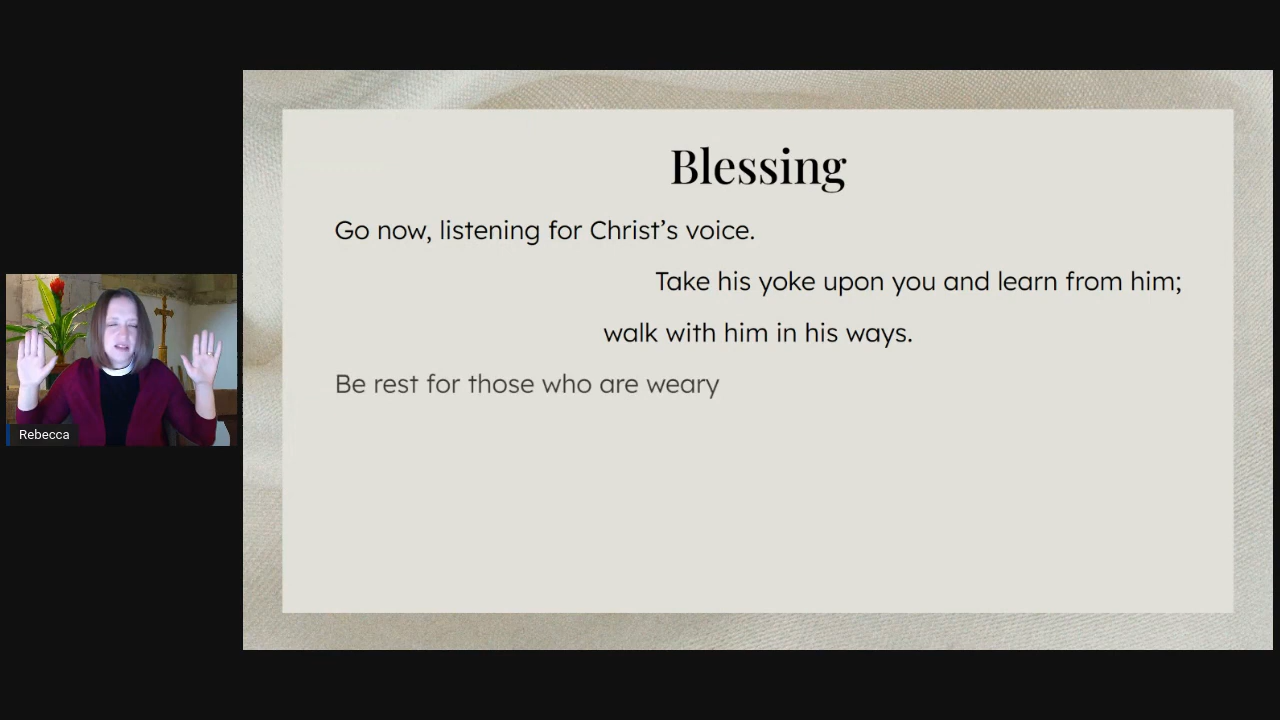 Blessing
Go now, listening for Christ’s voice.
Take his yoke upon you and learn from him;
walk with him in his ways.
Be rest for those who are weary
Rebecca